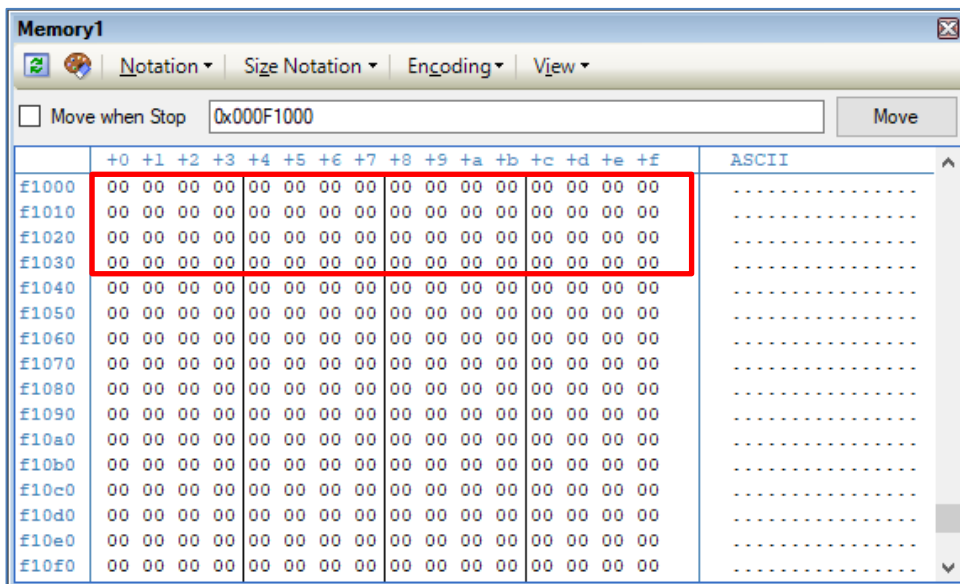 Memory1
Notation Size Notation Encoding View
Move when Stop 0x000F1000 Move
+0 +1 +2 +3 +4 +5 +6 +7 +8 +9 +a +b +c +d +e +f ASCII
f1000 00 00 00 00 00 00 00 00 00 00 00 00 00 00 00 00 ................
f1010 00 00 00 00 00 00 00 00 00 00 00 00 00 00 00 00 ................
f1020 00 00 00 00 00 00 00 00 00 00 00 00 00 00 00 00 ................
f1030 00 00 00 00 00 00 00 00 00 00 00 00 00 00 00 00 ................
f1040 00 00 00 00 00 00 00 00 00 00 00 00 00 00 00 00 ................
f1050 00 00 00 00 00 00 00 00 00 00 00 00 00 00 00 00 ................
f1060 00 00 00 00 00 00 00 00 00 00 00 00 00 00 00 00 ................
f1070 00 00 00 00 00 00 00 00 00 00 00 00 00 00 00 00 ................
f1080 00 00 00 00 00 00 00 00 00 00 00 00 00 00 00 00 ................
f1090 00 00 00 00 00 00 00 00 00 00 00 00 00 00 00 00 ................
f10a0 00 00 00 00 00 00 00 00 00 00 00 00 00 00 00 00 ................
f10b0 00 00 00 00 00 00 00 00 00 00 00 00 00 00 00 00 ................
f10c0 00 00 00 00 00 00 00 00 00 00 00 00 00 00 00 00 ................
f10d0 00 00 00 00 00 00 00 00 00 00 00 00 00 00 00 00 ................
f10e0 00 00 00 00 00 00 00 00 00 00 00 00 00 00 00 00 ................
f10f0 00 00 00 00 00 00 00 00 00 00 00 00 00 00 00 00 ................